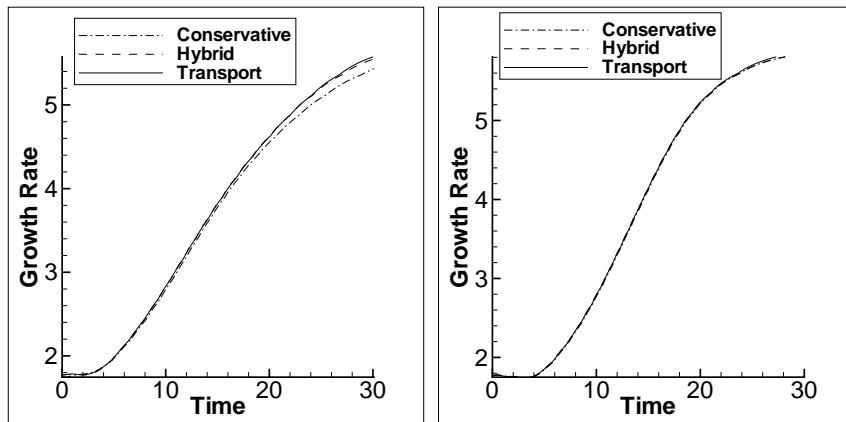 Conservative
Hybrid
Transport
Growth Rate
5
4
3
2
0
10
20
30
Time
Conservative
Hybrid
Transport
Growth Rate
5
4
3
2
0
10
20
30
Time